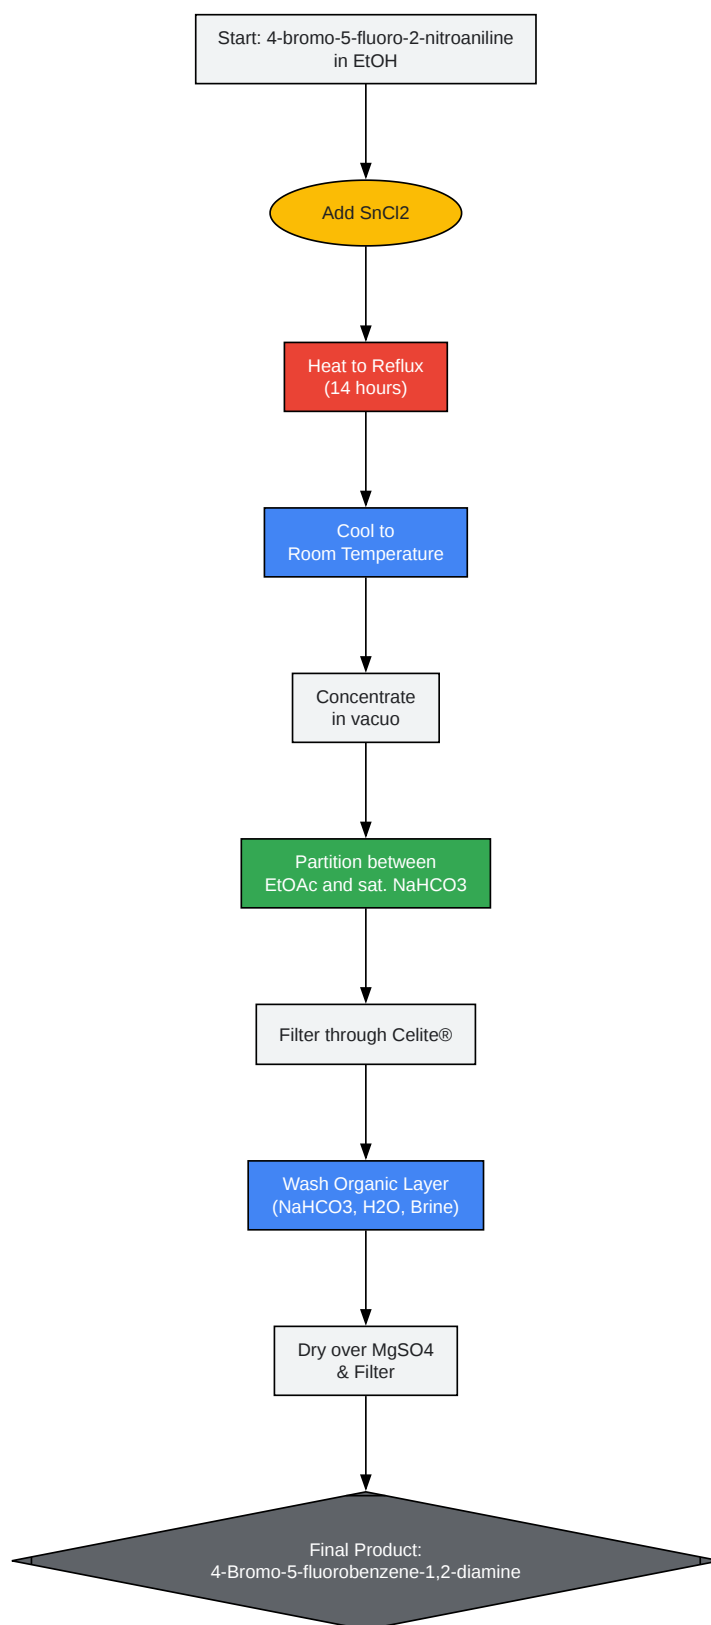 Start: 4-bromo-5-fluoro-2-nitroaniline
in EtOH
Add SnCl2
Heat to Reflux
(14 hours)
Cool to
Room Temperature
Concentrate
in vacuo
Partition between
EtOAc and sat. NaHCO3
Filter through Celite®
Wash Organic Layer
(NaHCO3, H2O, Brine)
Dry over MgSO4
& Filter
Final Product:
4-Bromo-5-fluorobenzene-1,2-diamine